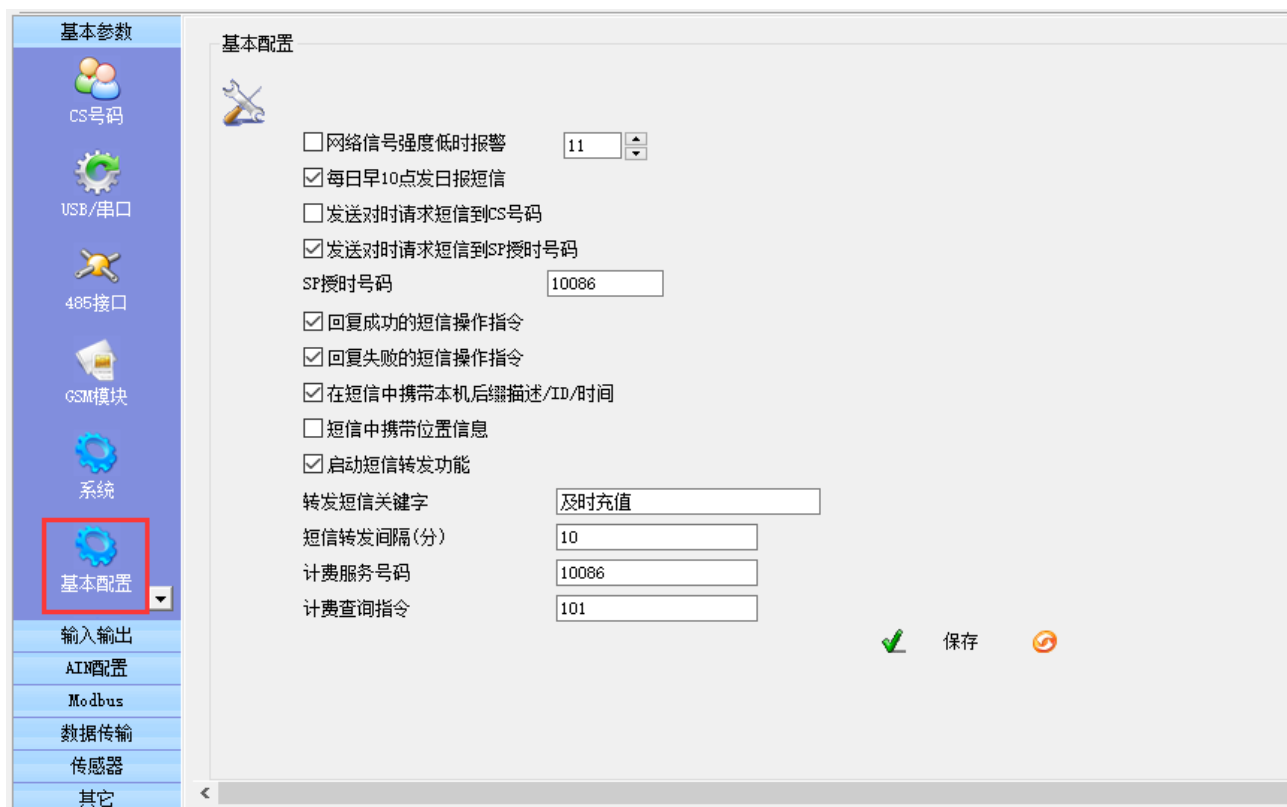 基本参数
CS号码
USB/串口
485接口
GSM模块
系统
基本配置
输入输出
AIN配置
Modbus
数据传输
传感器
其它
基本配置
网络信号强度低时报警 11
每日早10点发日报短信
发送对时请求短信到CS号码
发送对时请求短信到SP授时号码
SP授时号码 10086
回复成功的短信操作指令
回复失败的短信操作指令
在短信中携带本机后缀描述/ID/时间
短信中携带位置信息
启动短信转发功能
转发短信关键字 及时充值
短信转发间隔(分) 10
计费服务号码 10086
计费查询指令 101
保存